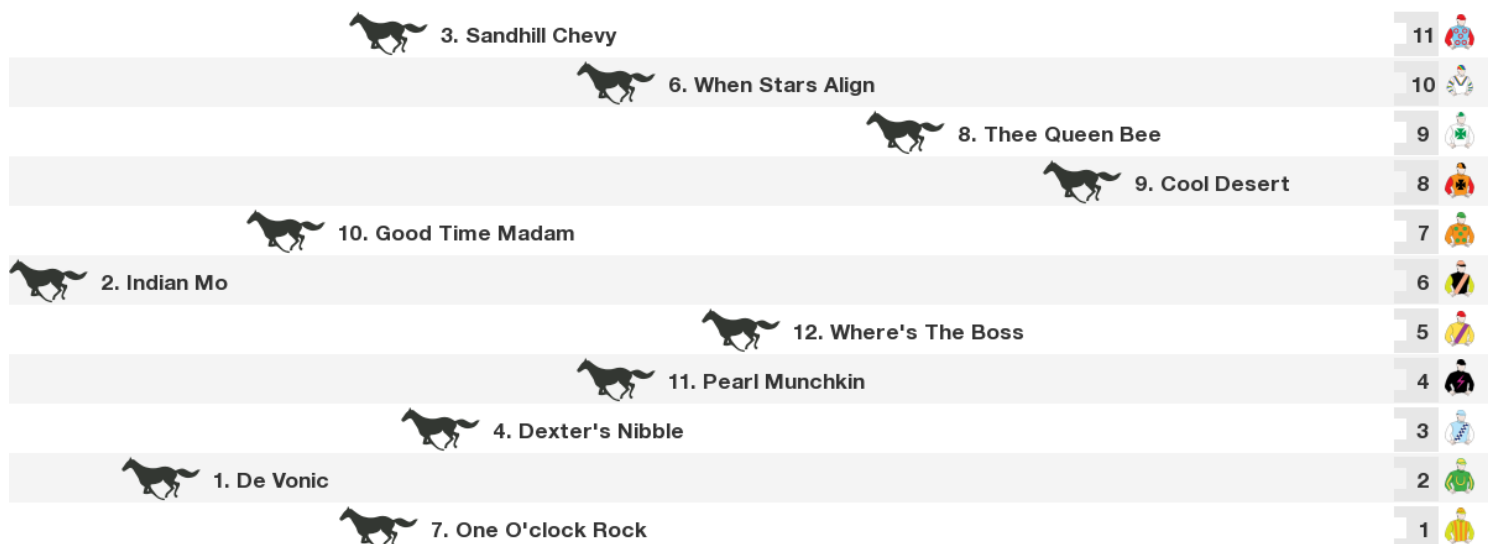 3. Sandhill Chevy 11
6. When Stars Align 10
8. Thee Queen Bee 9
9. Cool Desert 8
10. Good Time Madam 7
2. Indian Mo 6
12. Where's The Boss 5
11. Pearl Munchkin 4
4. Dexter's Nibble 3
1. De Vonic 2
7. One O'clock Rock 1